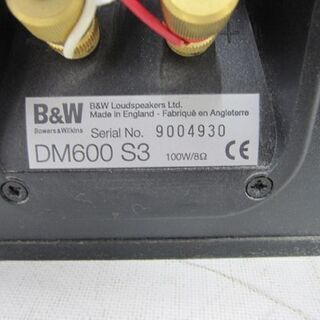 +
B&W B&W Loudspeakers Ltd.
Bowers&Wilkins Made in England - Fabriqué en Angleterre
Serial No. 9004930
DM600 S3 100W/8Ω CE